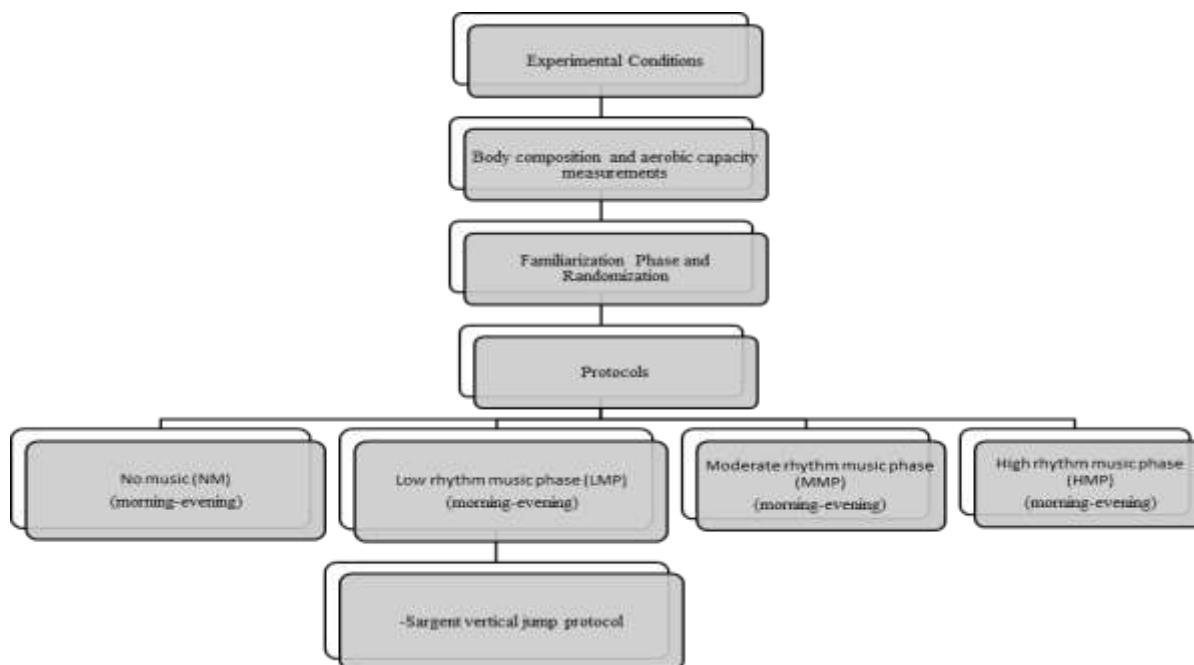 Experimental Conditions
Body composition and aerobic capacity
measurements
Familiarization Phase and
Randomization
Protocols
No music (NM)
(morning-evening)
Low rhythm music phase (LMP)
(morning-evening)
Moderate rhythm music phase
(MMP)
(morning-evening)
High rhythm music phase
(HMP)
(morning-evening)
-Sargent vertical jump protocol